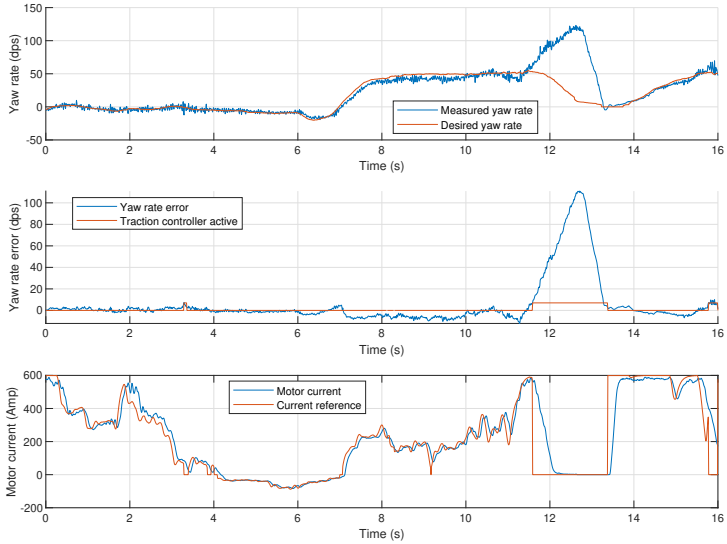 150
100
50
0
-50
Yaw rate (dps)
Measured yaw rate
Desired yaw rate
0 2 4 6 8 10 12 14 16
Time (s)
100
80
60
40
20
0
Yaw rate error (dps)
Yaw rate error
Traction controller active
0 2 4 6 8 10 12 14 16
Time (s)
600
400
200
0
-200
Motor current (Amp)
Motor current
Current reference
0 2 4 6 8 10 12 14 16
Time (s)